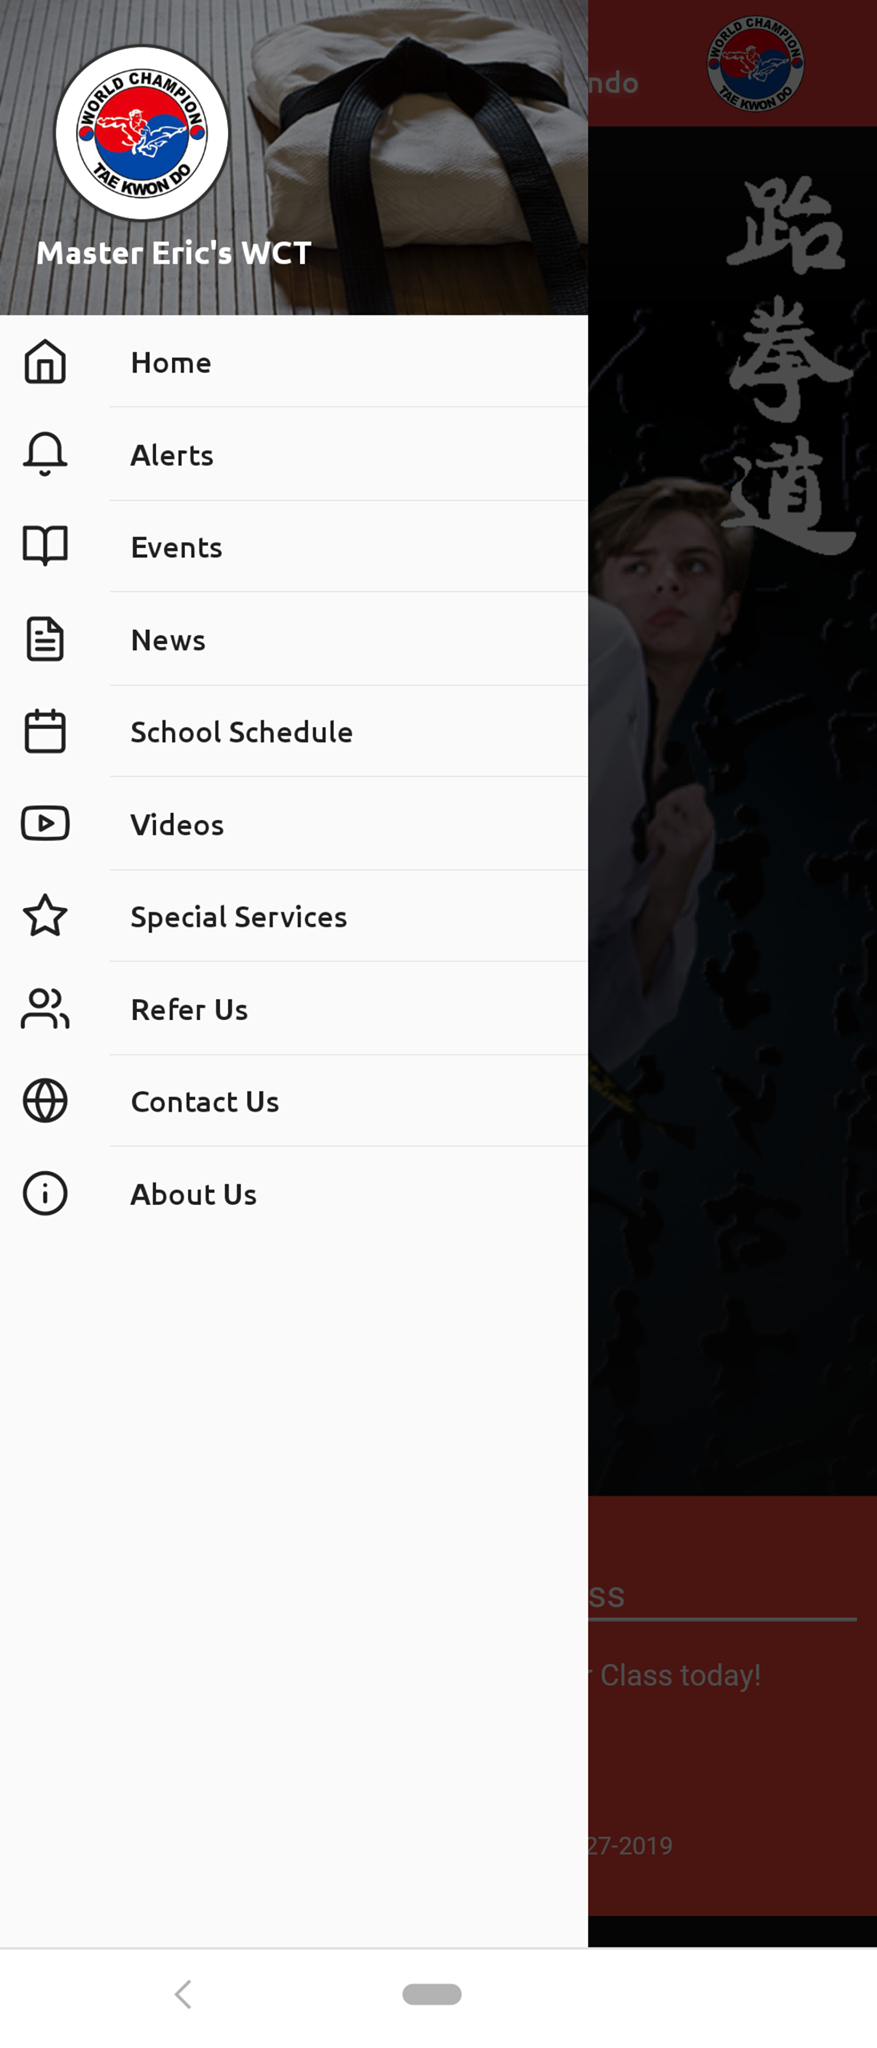 WORLD CHAMPION
TAE KWON DO
Master Eric's WCT
Home
Alerts
Events
News
School Schedule
Videos
Special Services
Refer Us
Contact Us
About Us
ndo
WORLD CHAMPION
TAE KWON DO
跆
拳
道
ss
r Class today!
27-2019